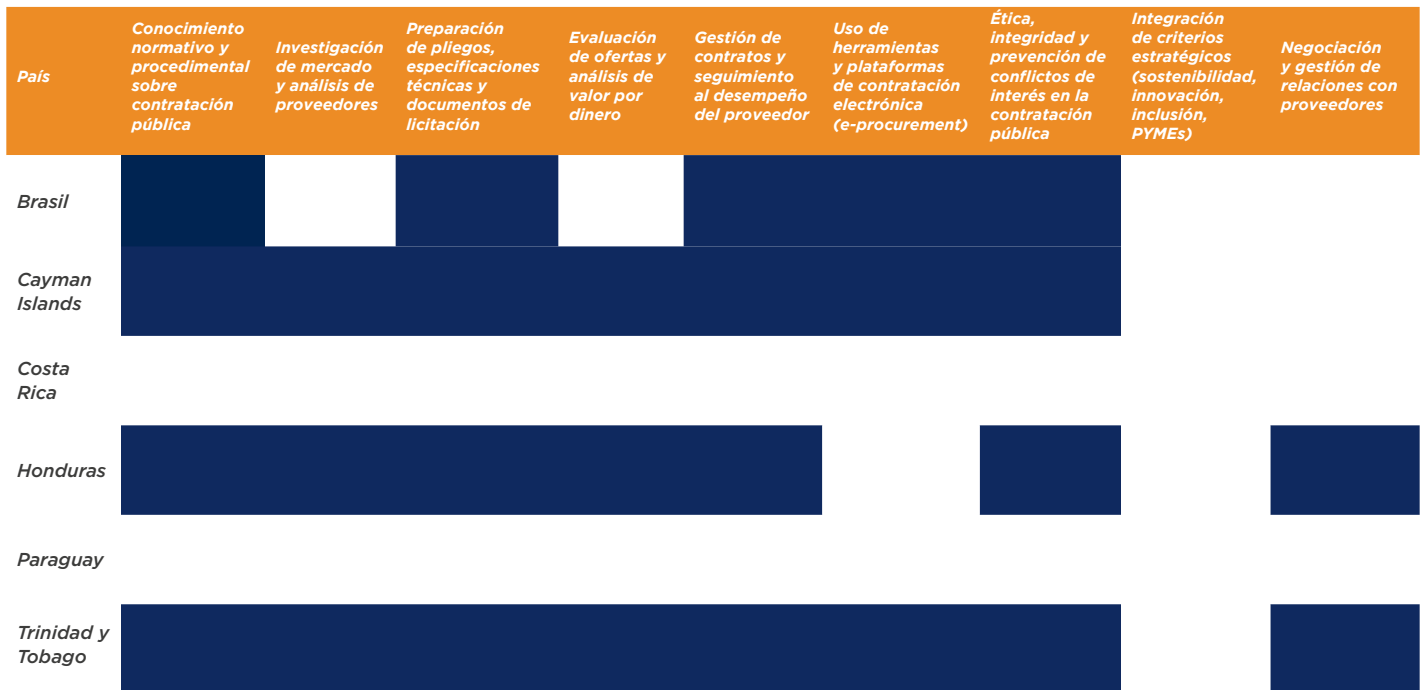 País
Conocimiento
normativo y
procedimental
sobre
contratación
pública
Investigación
de mercado
y análisis de
proveedores
Preparación
de pliegos,
especificaciones
técnicas y
documentos de
licitación
Evaluación
de ofertas y
análisis de
valor por
dinero
Gestión de
contratos y
seguimiento
al desempeño
del proveedor
Uso de
herramientas
y plataformas
de contratación
electrónica
(e-procurement)
Ética,
integridad y
prevención de
conflictos de
interés en la
contratación
pública
Integración
de criterios
estratégicos
(sostenibilidad,
innovación,
inclusión,
PYMEs)
Negociación
y gestión de
relaciones con
proveedores
Brasil
Cayman
Islands
Costa
Rica
Honduras
Paraguay
Trinidad y
Tobago